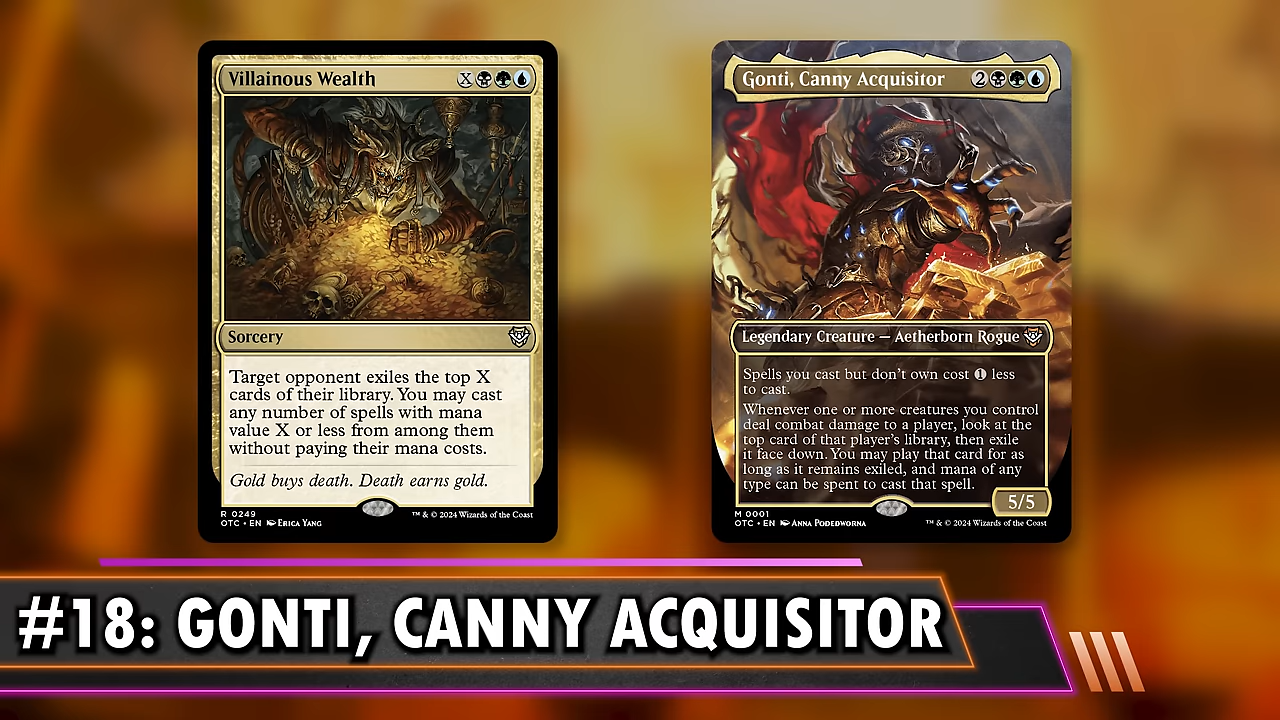 Villainous Wealth X
Sorcery
Target opponent exiles the top X
cards of their library. You may cast
any number of spells with mana
value X or less from among them
without paying their mana costs.
Gold buys death. Death earns gold.
R 0249
OTC • EN Erica Yang
™ & © 2024 Wizards of the Coast
Gonti, Canny Acquisitor 2
Legendary Creature — Aetherborn Rogue
Spells you cast but don't own cost 1 less
to cast.
Whenever one or more creatures you control
deal combat damage to a player, look at the
top card of that player's library, then exile
it face down. You may play that card for as
long as it remains exiled, and mana of any
type can be spent to cast that spell.
5/5
M 0001
OTC • EN Anna Podedworna
™ & © 2024 Wizards of the Coast
#18: GONTI, CANNY ACQUISITOR